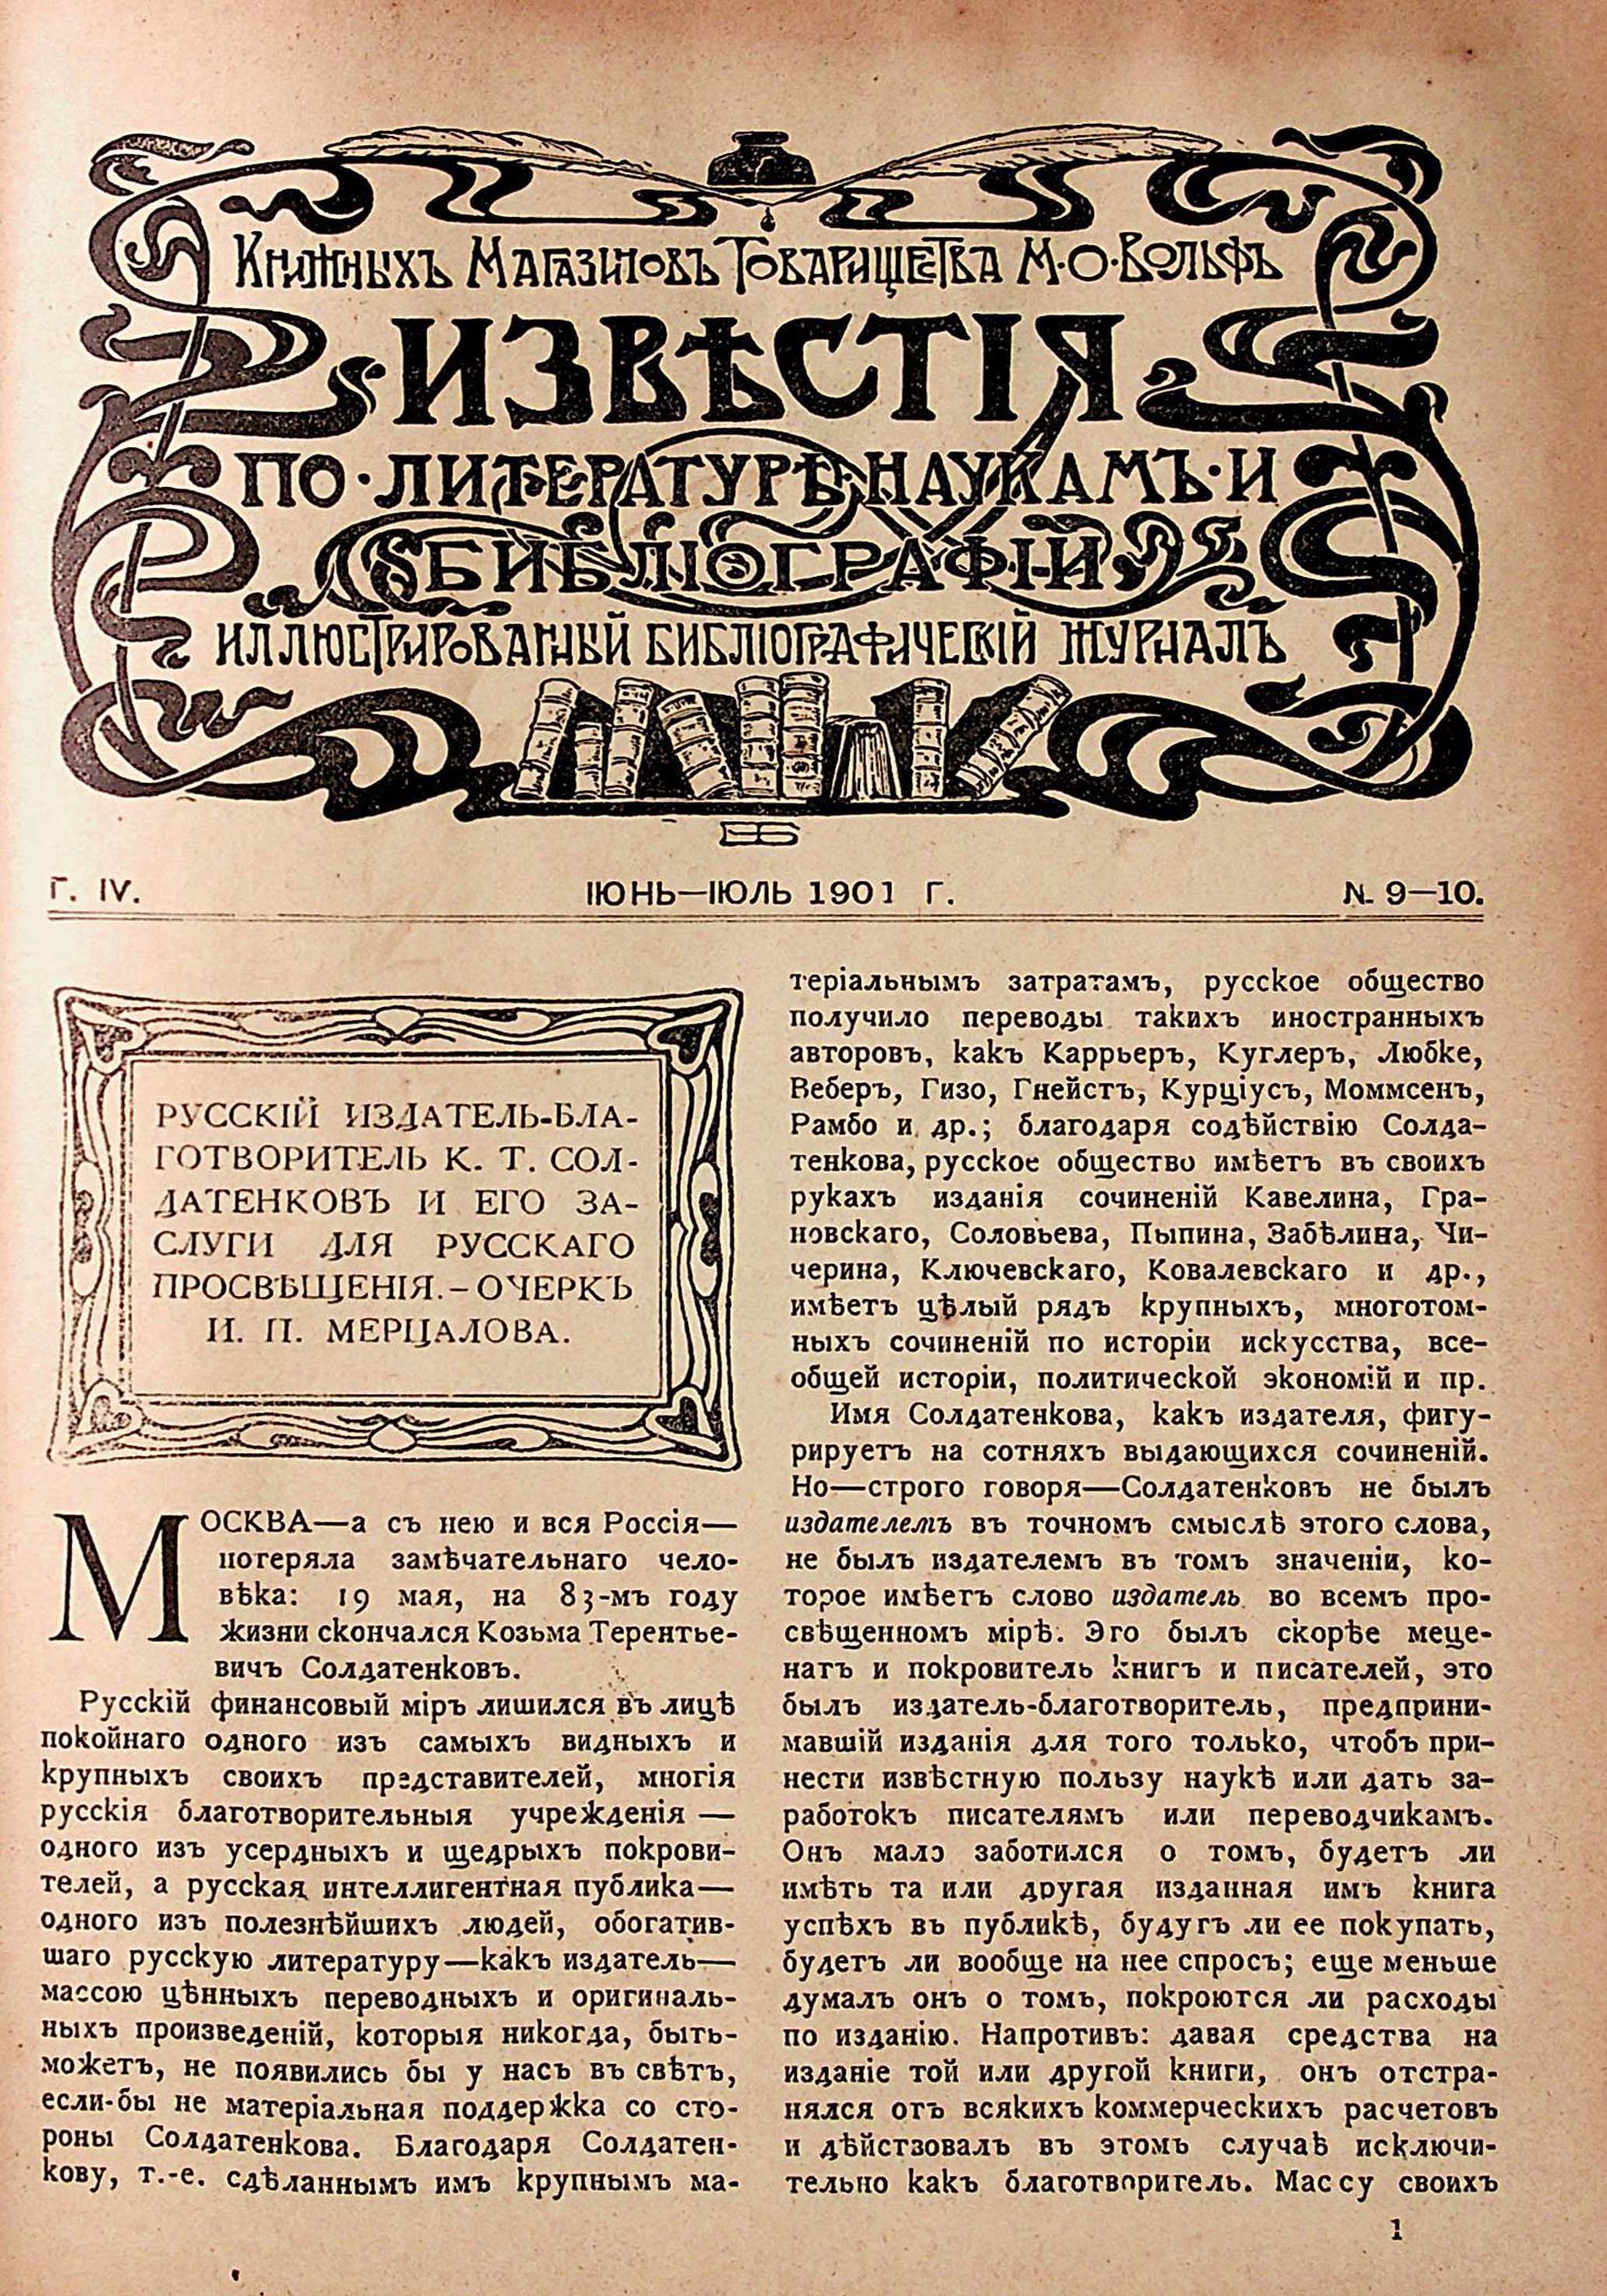 Книжныхъ Магазиновъ Товарищества М·О·Вольфъ
ИЗВѢСТІЯ
ПО·ЛИТЕРАТУРѢ·НАУКАМЪ·И
БИБЛІОГРАФІЙ
ИЛЛЮСТРИРОВАННЫЙ БИБЛІОГРАФИЧЕСКІЙ ЖУРНАЛЪ
Г. IV.
ІЮНЬ—ІЮЛЬ 1901 Г.
№ 9—10.
РУССКІЙ ИЗДАТЕЛЬ-БЛА-
ГОТВОРИТЕЛЬ К. Т. СОЛ-
ДАТЕНКОВЪ И ЕГО ЗА-
СЛУГИ ДЛЯ РУССКАГО
ПРОСВѢЩЕНІЯ.–ОЧЕРКЪ
И. П. МЕРЦАЛОВА.
МОСКВА—а съ нею и вся Россія—
потеряла замѣчательнаго чело-
вѣка: 19 мая, на 83-мъ году
жизни скончался Козьма Терентье-
вичъ Солдатенковъ.
Русскій финансовый міръ лишился въ лицѣ
покойнаго одного изъ самыхъ видныхъ и
крупныхъ своихъ представителей, многія
русскія благотворительныя учрежденія —
одного изъ усердныхъ и щедрыхъ покрови-
телей, а русская интеллигентная публика—
одного изъ полезнѣйшихъ людей, обогатив-
шаго русскую литературу—какъ издатель—
массою цѣнныхъ переводныхъ и оригиналь-
ныхъ произведеній, которыя никогда, быть-
можетъ, не появились бы у насъ въ свѣтъ,
если-бы не матеріальная поддержка со сто-
роны Солдатенкова. Благодаря Солдатен-
кову, т.-е. сдѣланнымъ имъ крупнымъ ма-
теріальнымъ затратамъ, русское общество
получило переводы такихъ иностранныхъ
авторовъ, какъ Каррьеръ, Куглеръ, Любке,
Веберъ, Гизо, Гнейстъ, Курціусъ, Моммсенъ,
Рамбо и др.; благодаря содѣйствію Солда-
тенкова, русское общество имѣетъ въ своихъ
рукахъ изданія сочиненій Кавелина, Гра-
новскаго, Соловьева, Пыпина, Забѣлина, Чи-
черина, Ключевскаго, Ковалевскаго и др.,
имѣетъ цѣлый рядъ крупныхъ, многотом-
ныхъ сочиненій по исторіи искусства, все-
общей исторіи, политической экономій и пр.
Имя Солдатенкова, какъ издателя, фигу-
рируетъ на сотняхъ выдающихся сочиненій.
Но—строго говоря—Солдатенковъ не былъ
издателемъ въ точномъ смыслѣ этого слова,
не былъ издателемъ въ томъ значеніи, ко-
торое имѣетъ слово издатель во всемъ про-
свѣщенномъ мірѣ. Это былъ скорѣе меце-
натъ и покровитель книгъ и писателей, это
былъ издатель-благотворитель, предприни-
мавшій изданія для того только, чтобъ при-
нести извѣстную пользу наукѣ или дать за-
работокъ писателямъ или переводчикамъ.
Онъ мало заботился о томъ, будетъ ли
имѣть та или другая изданная имъ книга
успѣхъ въ публикѣ, будутъ ли ее покупать,
будетъ ли вообще на нее спросъ; еще меньше
думалъ онъ о томъ, покроются ли расходы
по изданію. Напротивъ: давая средства на
изданіе той или другой книги, онъ отстра-
нялся отъ всякихъ коммерческихъ расчетовъ
и дѣйствовалъ въ этомъ случаѣ исключи-
тельно какъ благотворитель. Массу своихъ
1